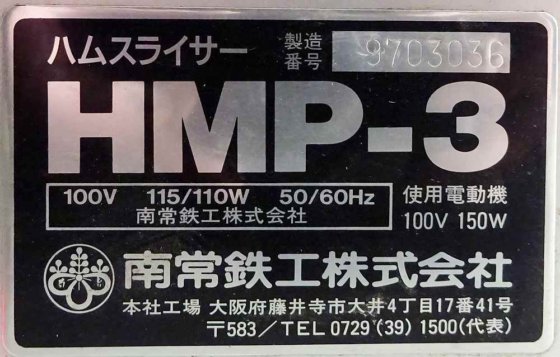 ハムスライサー 製造番号 9703036
HMP-3
100V 115/110W 50/60Hz 使用電動機
南常鉄工株式会社 100V 150W
南常鉄工株式会社
本社工場 大阪府藤井寺市大井4丁目17番41号
〒583/TEL 0729 (39) 1500(代表)